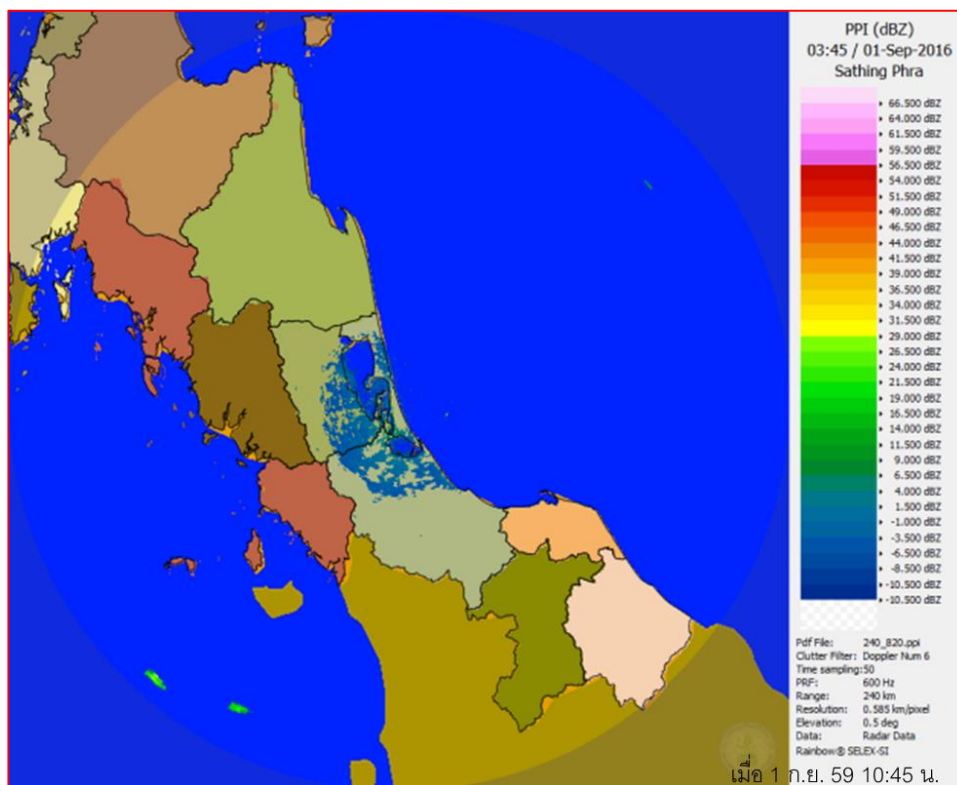 PPI (dBZ)
03:45 / 01-Sep-2016
Sathing Phra
66.500 dBZ
64.000 dBZ
61.500 dBZ
59.500 dBZ
56.500 dBZ
54.000 dBZ
51.500 dBZ
49.000 dBZ
46.500 dBZ
44.000 dBZ
41.500 dBZ
39.000 dBZ
36.500 dBZ
34.000 dBZ
31.500 dBZ
29.000 dBZ
26.500 dBZ
24.000 dBZ
21.500 dBZ
19.000 dBZ
16.500 dBZ
14.000 dBZ
11.500 dBZ
9.000 dBZ
6.500 dBZ
4.000 dBZ
1.500 dBZ
-1.000 dBZ
-3.500 dBZ
-6.500 dBZ
-8.500 dBZ
-10.500 dBZ
-10.500 dBZ
Pdf File: 240_820.ppi
Clutter Filter: Doppler Num 6
Time sampling:50
PRF: 600 Hz
Range: 240 km
Resolution: 0.585 km/pixel
Elevation: 0.5 deg
Data: Radar Data
Rainbow® SELEX-SI
เมื่อ 1 ก.ย. 59 10:45 น.